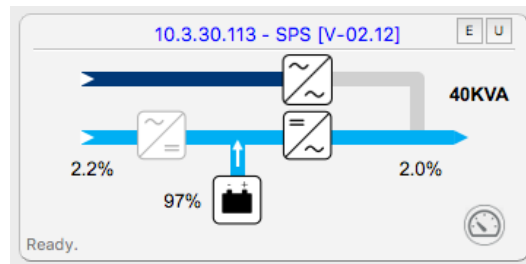 10.3.30.113 - SPS [V-02.12]
E U
40KVA
2.2%
2.0%
97%
Ready.